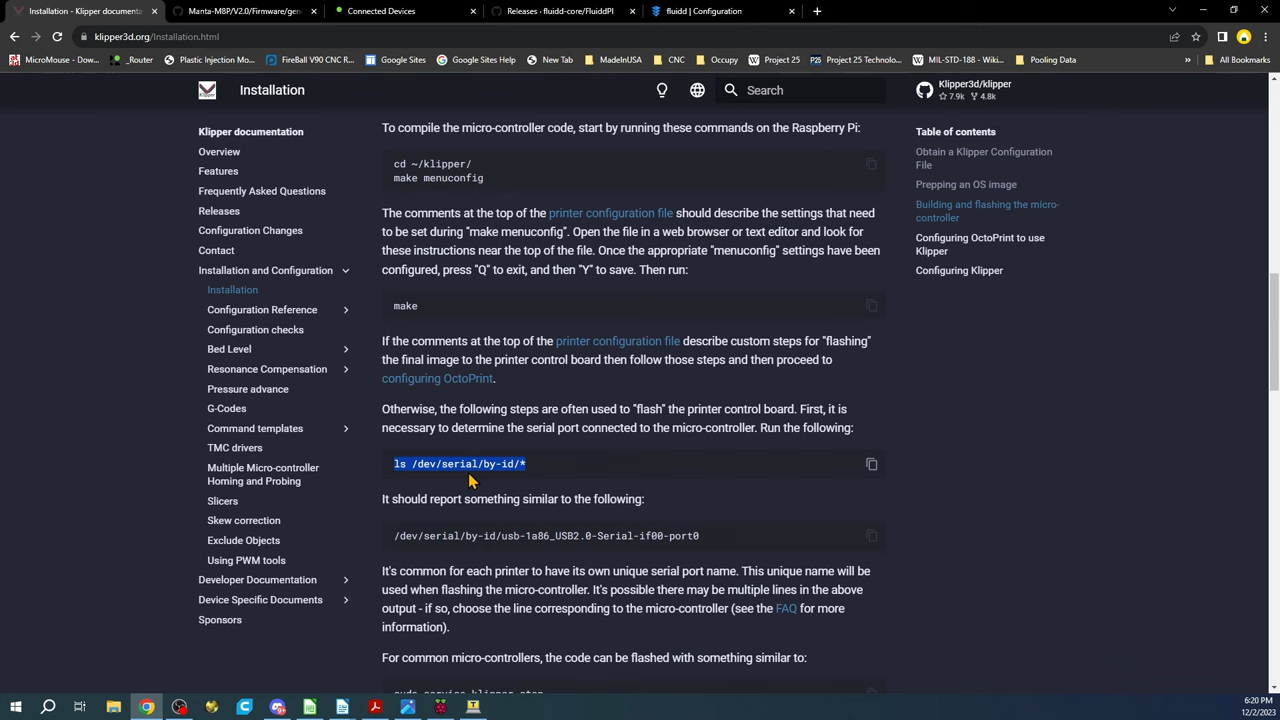 Installation - Klipper documenta
Manta-M8P/V2.0/Firmware/gen
Connected Devices
Releases · fluidd-core/FluiddPI
fluidd | Configuration
klipper3d.org/Installation.html
MicroMouse - Dow...
_Router
Plastic Injection Mo...
FireBall V90 CNC R...
Google Sites
Google Search Cons...
New folder
MadeInUSA
CNC
Occupy
Project 25
Project 25 Technolo...
MIL-STD-188 - Wiki...
Pooling Data
All Bookmarks
Installation
Search
Klipper3d/klipper
7.9k 4.8k
Klipper documentation
Overview
Features
Frequently Asked Questions
Releases
Configuration Changes
Contact
Installation and Configuration
Installation
Configuration Reference
Configuration checks
Bed Level
Resonance Compensation
Pressure advance
G-Codes
Command templates
TMC drivers
Multiple Micro-controller
Homing and Probing
Slicers
Skew correction
Exclude Objects
Using PWM tools
Developer Documentation
Device Specific Documents
Sponsors
To compile the micro-controller code, start by running these commands on the Raspberry Pi:
cd ~/klipper/
make menuconfig
The comments at the top of the printer configuration file should describe the settings that need
to be set during "make menuconfig". Open the file in a web browser or text editor and look for
these instructions near the top of the file. Once the appropriate "menuconfig" settings have been
configured, press "Q" to exit, and then "Y" to save. Then run:
make
If the comments at the top of the printer configuration file describe custom steps for "flashing"
the final image to the printer control board then follow those steps and then proceed to
configuring OctoPrint.
Otherwise, the following steps are often used to "flash" the printer control board. First, it is
necessary to determine the serial port connected to the micro-controller. Run the following:
ls /dev/serial/by-id/*
It should report something similar to the following:
/dev/serial/by-id/usb-1a86_USB2.0-Serial-if00-port0
It's common for each printer to have its own unique serial port name. This unique name will be
used when flashing the micro-controller. It's possible there may be multiple lines in the above
output - if so, choose the line corresponding to the micro-controller (see the FAQ for more
information).
For common micro-controllers, the code can be flashed with something similar to:
sudo service klipper stop
Table of contents
Obtain a Klipper Configuration
File
Prepping an OS image
Building and flashing the micro-
controller
Configuring OctoPrint to use
Klipper
Configuring Klipper
6:20 PM
12/2/2023